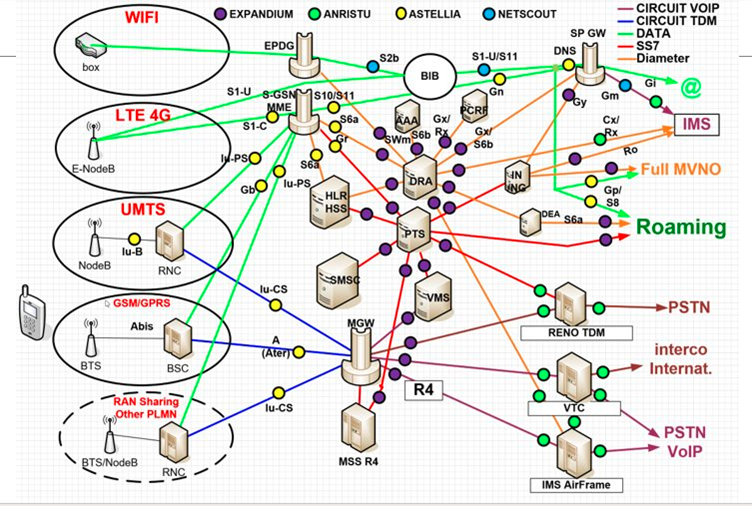 EXPANDIUM
ANRISTU
ASTELLIA
NETSCOUT
CIRCUIT VOIP
CIRCUIT TDM
DATA
SS7
Diameter
WIFI
box
EPDG
S2b
BIB
S1-U/S11
DNS
SP GW
Gi
@
Gm
Gy
IMS
Gn
S1-U
S-GSN
MME
S10/S11
S1-C
LTE 4G
E-NodeB
S6a
Gr
AAA
SWm
S6b
Gx/
Rx
PCRF
Gx/
S6b
Cx/
Rx
Ro
Full MVNO
Iu-PS
Gb
Iu-PS
S6a
DRA
IN
NG
Gp/
S8
HLR
HSS
DEA
S6a
Roaming
UMTS
NodeB
Iu-B
RNC
PTS
SMSC
VMS
Iu-CS
GSM/GPRS
Abis
BTS
BSC
A
(Ater)
MGW
RENO TDM
PSTN
interco
Internat.
RAN Sharing
Other PLMN
BTS/NodeB
RNC
Iu-CS
R4
MSS R4
VTC
PSTN
VoIP
IMS AirFrame